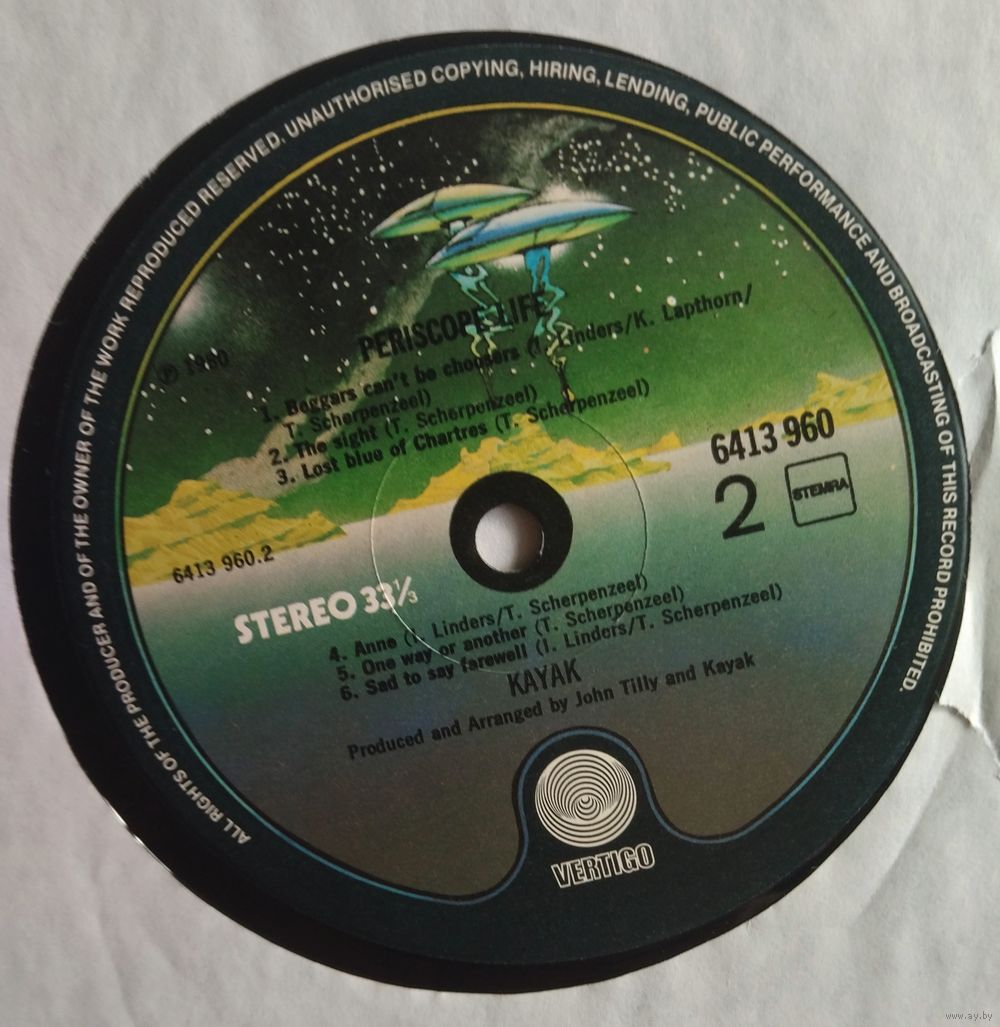 ALL RIGHTS OF THE PRODUCER AND OF THE OWNER OF THE WORK REPRODUCED RESERVED. UNAUTHORISED COPYING, HIRING, LENDING, PUBLIC PERFORMANCE AND BROADCASTING OF THIS RECORD PROHIBITED.
PERISCOPE LIFE
℗ 1980
1. Beggars can't be choosers (I. Linders/K. Lapthorn/
T. Scherpenzeel)
2. The sight (T. Scherpenzeel)
3. Lost blue of Chartres (T. Scherpenzeel)
6413 960
2
STEMRA
6413 960.2
STEREO 33⅓
4. Anne (I. Linders/T. Scherpenzeel)
5. One way or another (T. Scherpenzeel)
6. Sad to say farewell (I. Linders/T. Scherpenzeel)
KAYAK
Produced and Arranged by John Tilly and Kayak
VERTIGO
www.ay.by